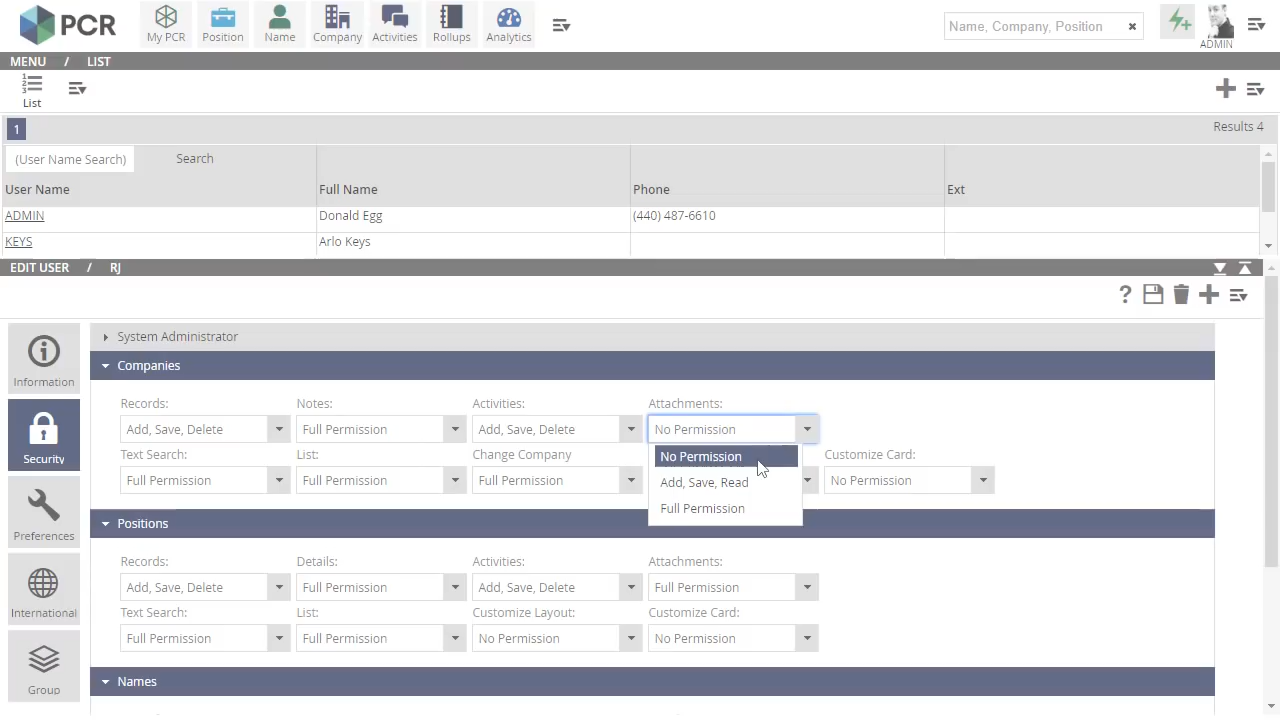 PCR
My PCR Position Name Company Activities Rollups Analytics
Name, Company, Position
ADMIN
MENU / LIST
List
1 Results 4
(User Name Search) Search
User Name Full Name Phone Ext
ADMIN Donald Egg (440) 487-6610
KEYS Arlo Keys
EDIT USER / RJ
System Administrator
Information
Companies
Records: Notes: Activities: Attachments:
Add, Save, Delete Full Permission Add, Save, Delete No Permission
Security
Text Search: List: Change Company Customize Card:
Full Permission Full Permission Full Permission No Permission
No Permission
Add, Save, Read
Full Permission
Preferences
Positions
Records: Details: Activities: Attachments:
Add, Save, Delete Full Permission Add, Save, Delete Full Permission
International
Text Search: List: Customize Layout: Customize Card:
Full Permission Full Permission No Permission No Permission
Group
Names